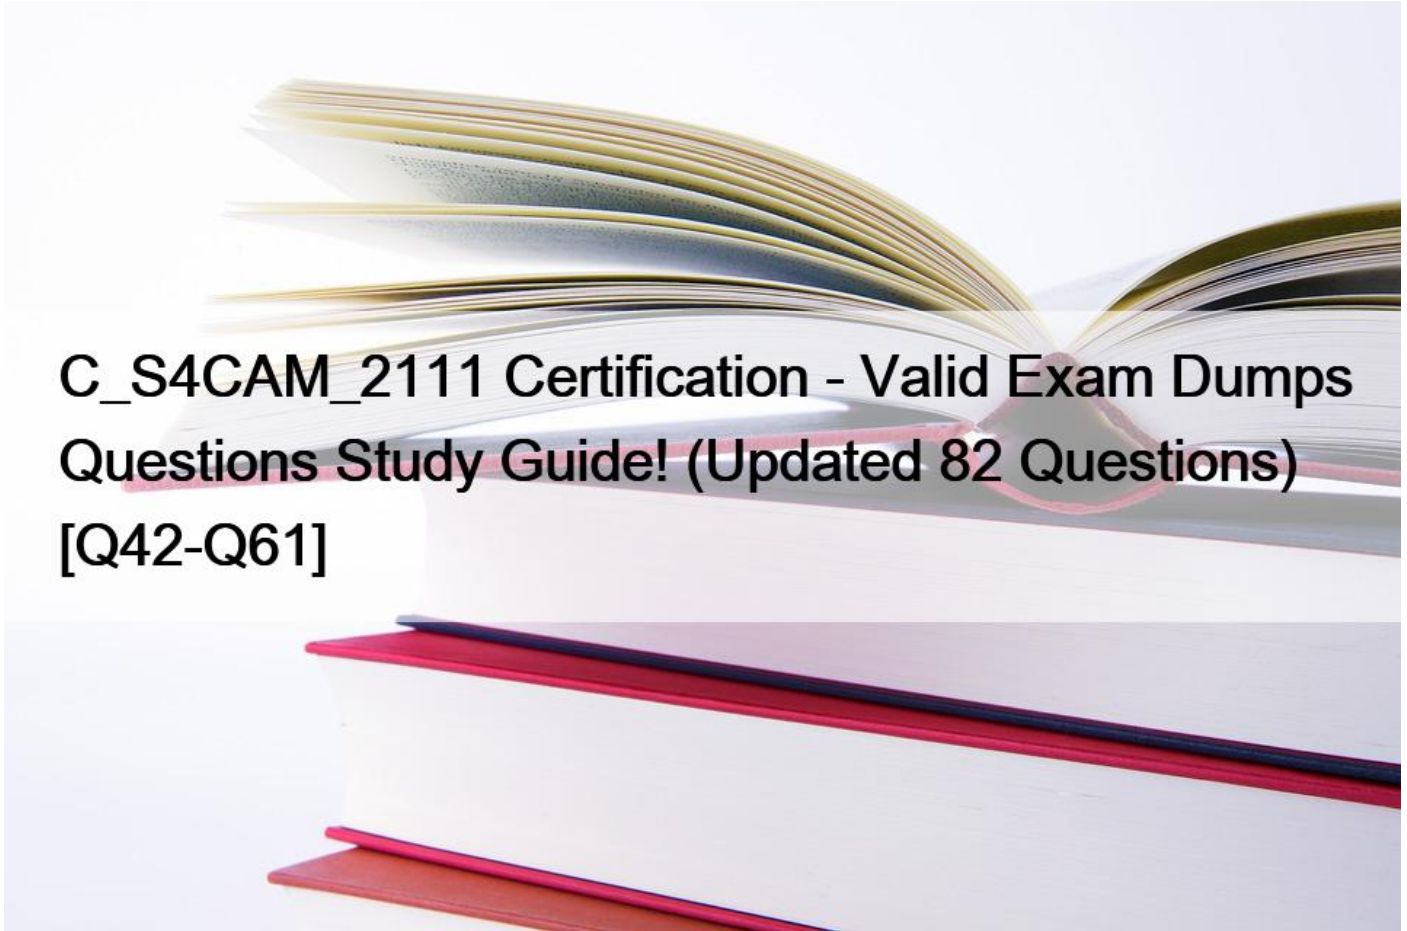 C_S4CAM_2111 Certification - Valid Exam Dumps
Questions Study Guide! (Updated 82 Questions)
[Q42-Q61]